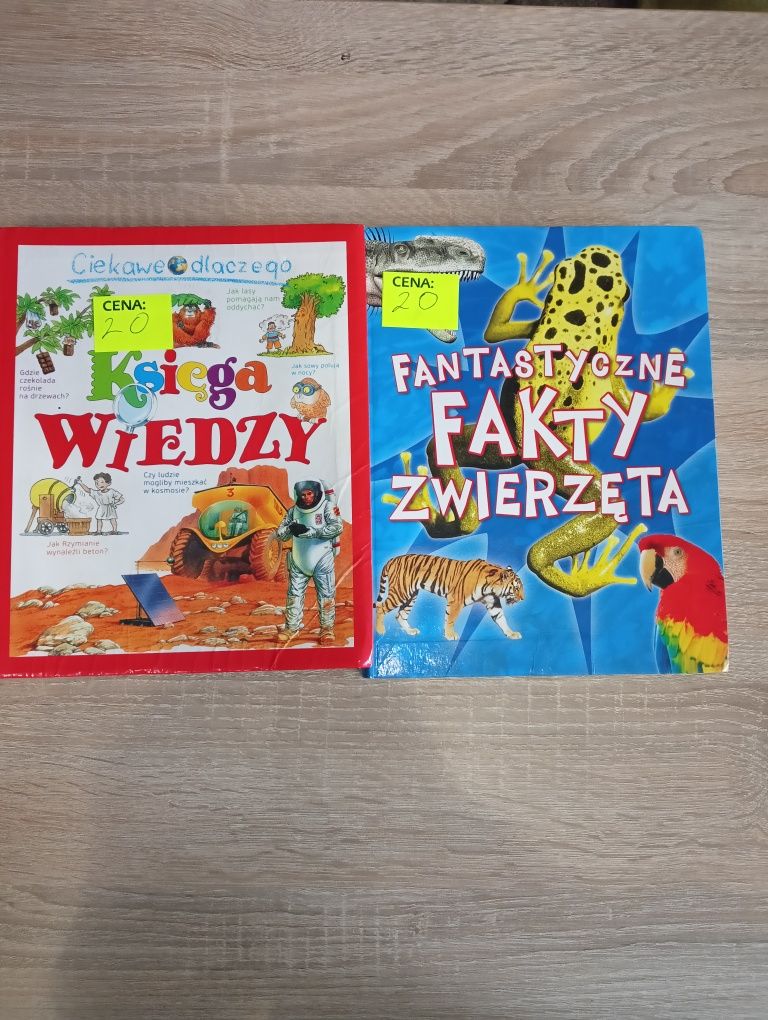 Ciekawe dlaczego
CENA:
20
Jak lasy
pomagają nam
oddychać?
Gdzie
czekolada
rośnie
na drzewach?
Jak sowy polują
w nocy?
Księga
WIEDZY
Czy ludzie
mogliby mieszkać
w kosmosie?
3
Jak Rzymianie
wynaleźli beton?
CENA:
20
FANTASTYCZNE
FAKTY
ZWIERZĘTA